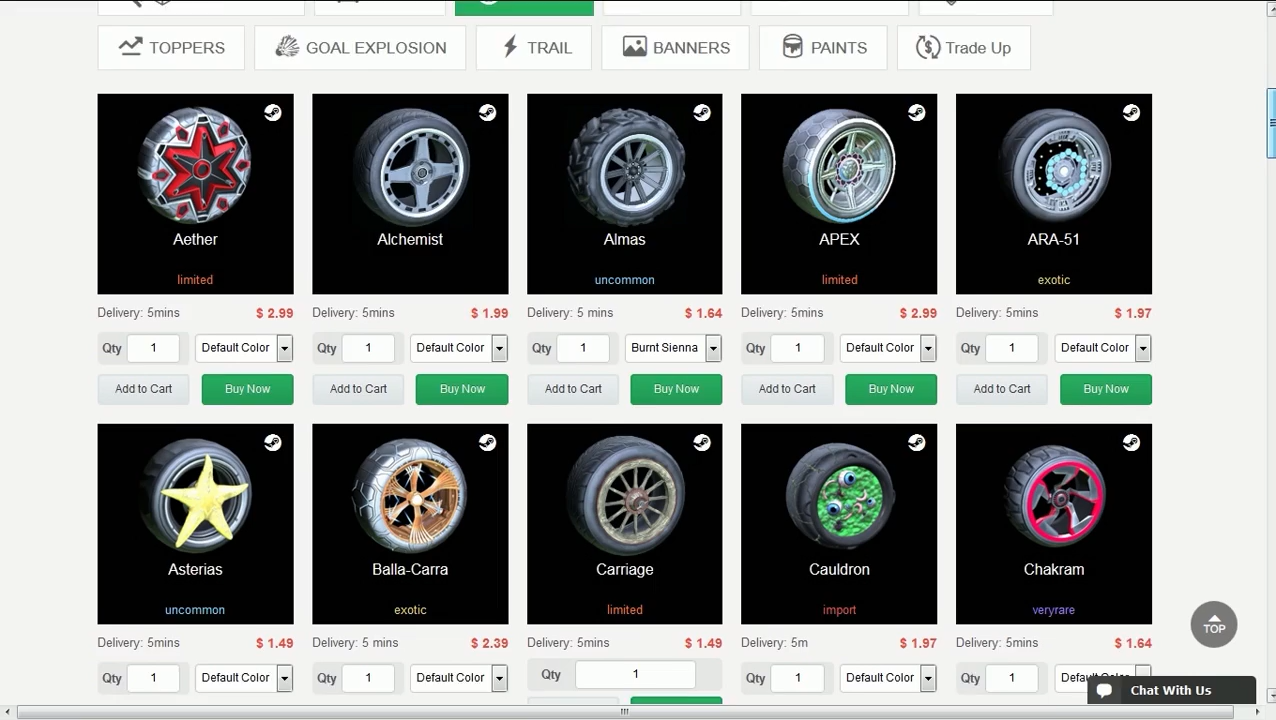 TOPPERS GOAL EXPLOSION TRAIL BANNERS PAINTS Trade Up
Aether Alchemist Almas APEX ARA-51
limited uncommon limited exotic
Delivery: 5mins $ 2.99 Delivery: 5mins $ 1.99 Delivery: 5 mins $ 1.64 Delivery: 5mins $ 2.99 Delivery: 5mins $ 1.97
Qty 1 Default Color Qty 1 Default Color Qty 1 Burnt Sienna Qty 1 Default Color Qty 1 Default Color
Add to Cart Buy Now Add to Cart Buy Now Add to Cart Buy Now Add to Cart Buy Now Add to Cart Buy Now
Asterias Balla-Carra Carriage Cauldron Chakram
uncommon exotic limited import veryrare
TOP
Delivery: 5mins $ 1.49 Delivery: 5 mins $ 2.39 Delivery: 5mins $ 1.49 Delivery: 5m $ 1.97 Delivery: 5mins $ 1.64
Qty 1 Default Color Qty 1 Default Color Qty 1 Qty 1 Default Color Qty 1
Chat With Us